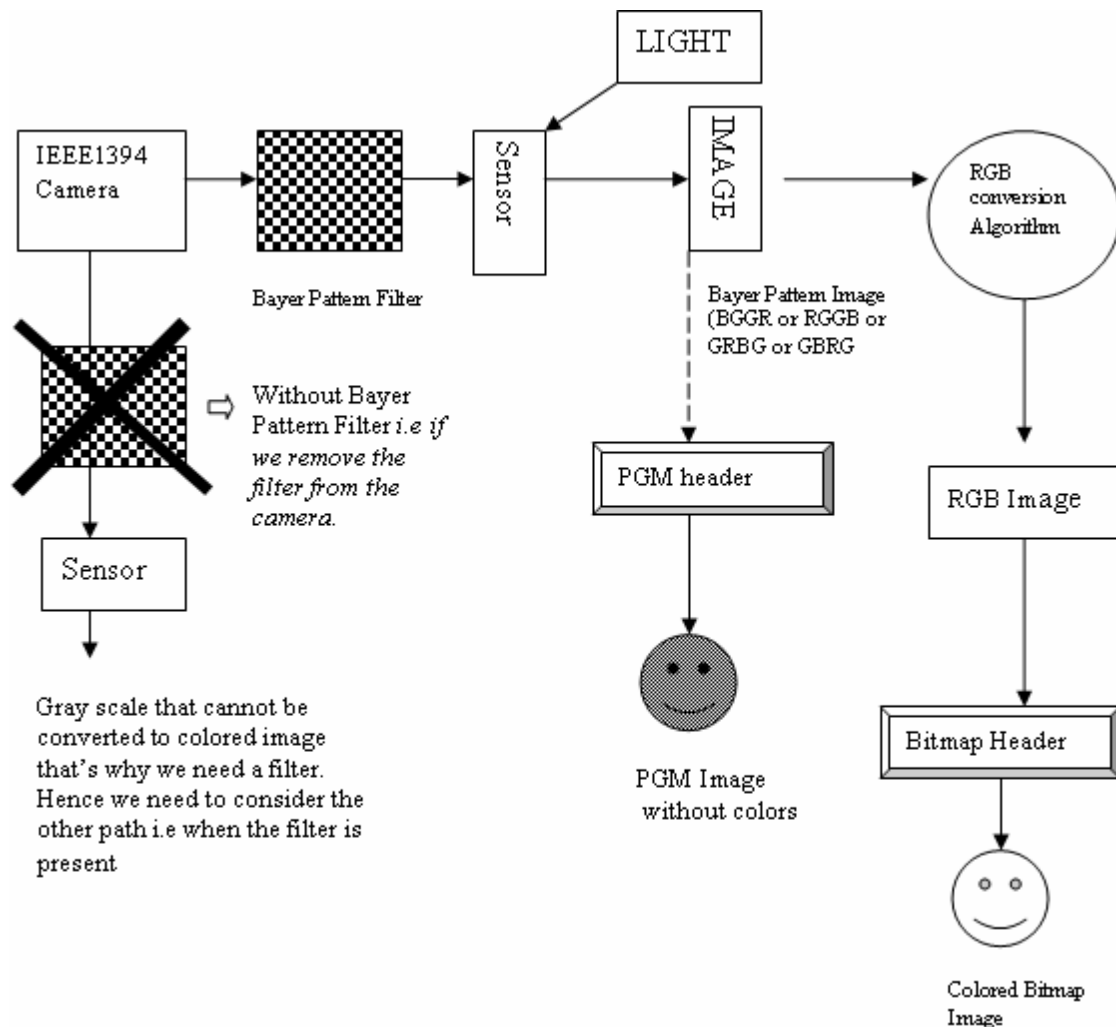 LIGHT
IEEE1394
Camera
Sensor
IMAGE
RGB
conversion
Algorithm
Bayer Pattern Filter
Bayer Pattern Image
(BGGR or RGGB or
GRBG or GBRG
Without Bayer
Pattern Filter i.e if
we remove the
filter from the
camera.
PGM header
RGB Image
Sensor
Gray scale that cannot be
converted to colored image
that's why we need a filter.
Hence we need to consider the
other path i.e when the filter is
present
PGM Image
without colors
Bitmap Header
Colored Bitmap
Image